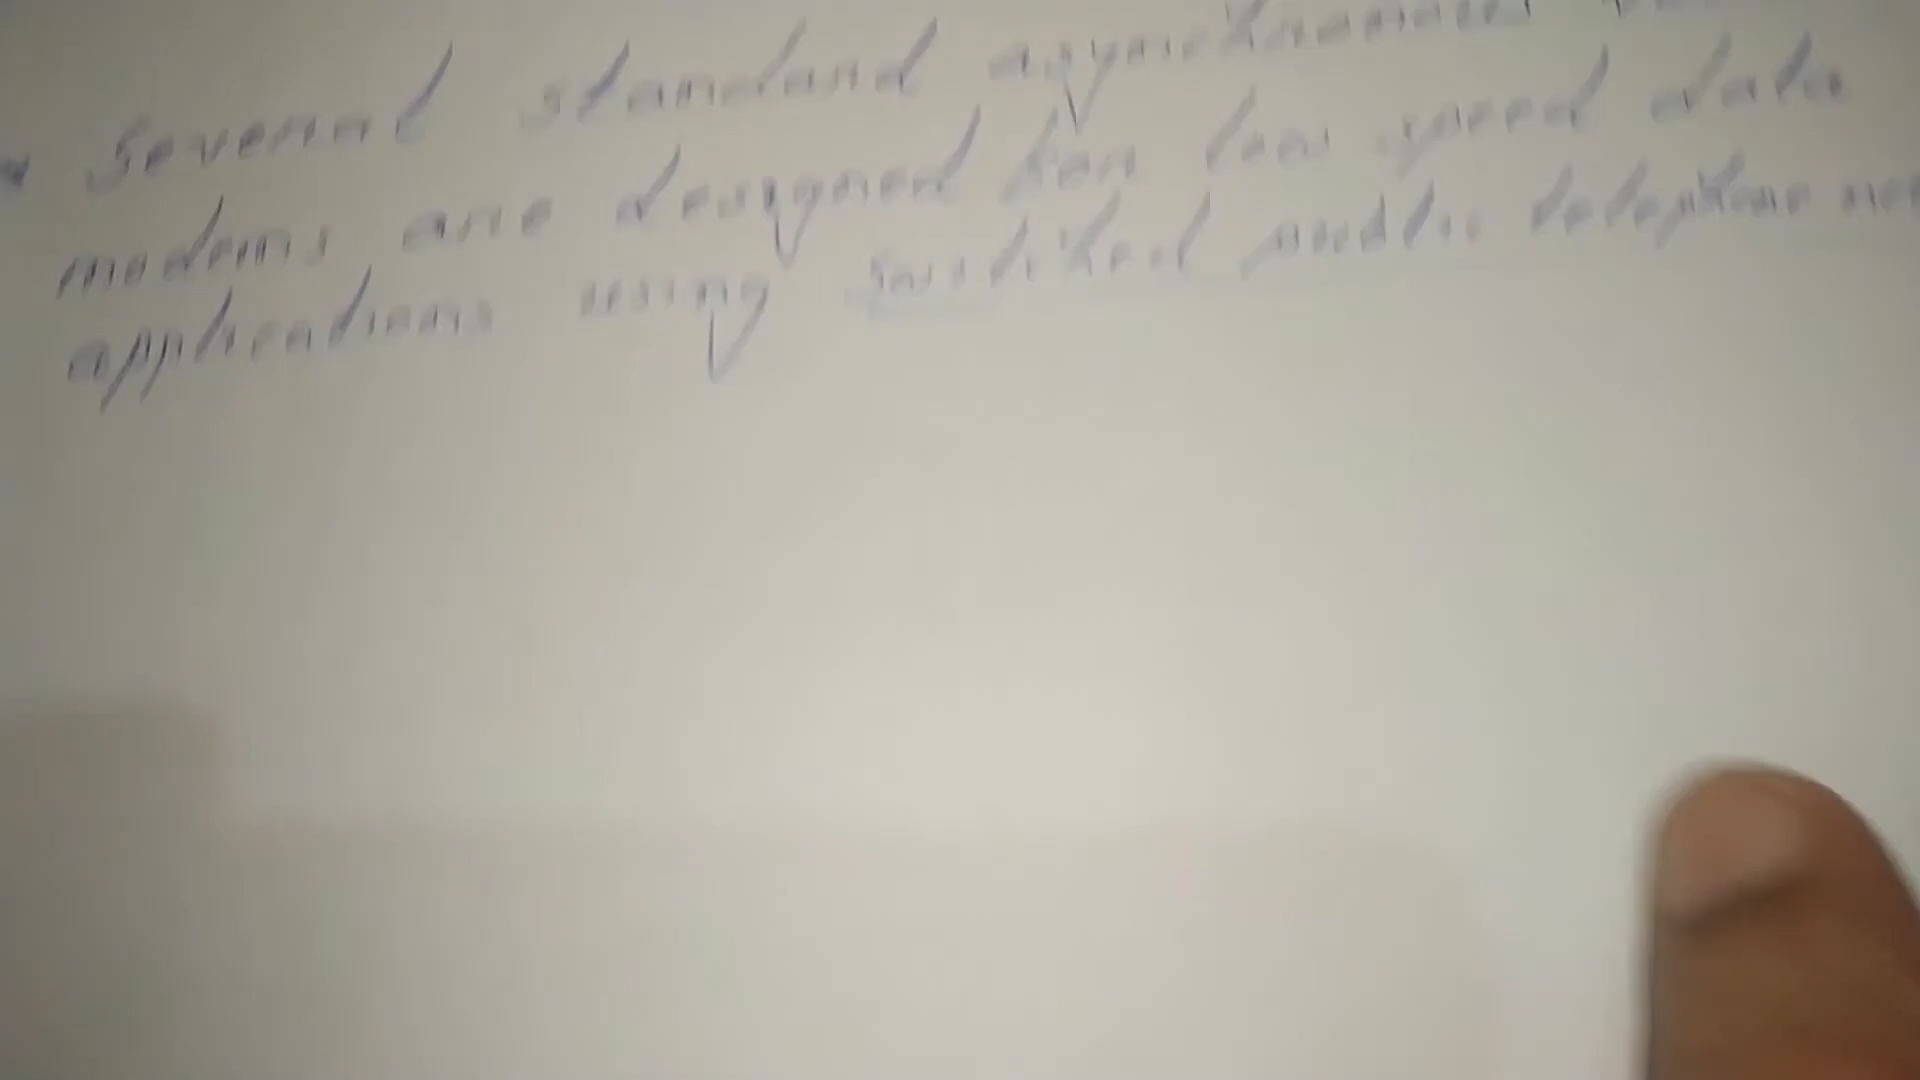 Several standard asynchronous
modems are designed for low speed data
applications using switched public telephone